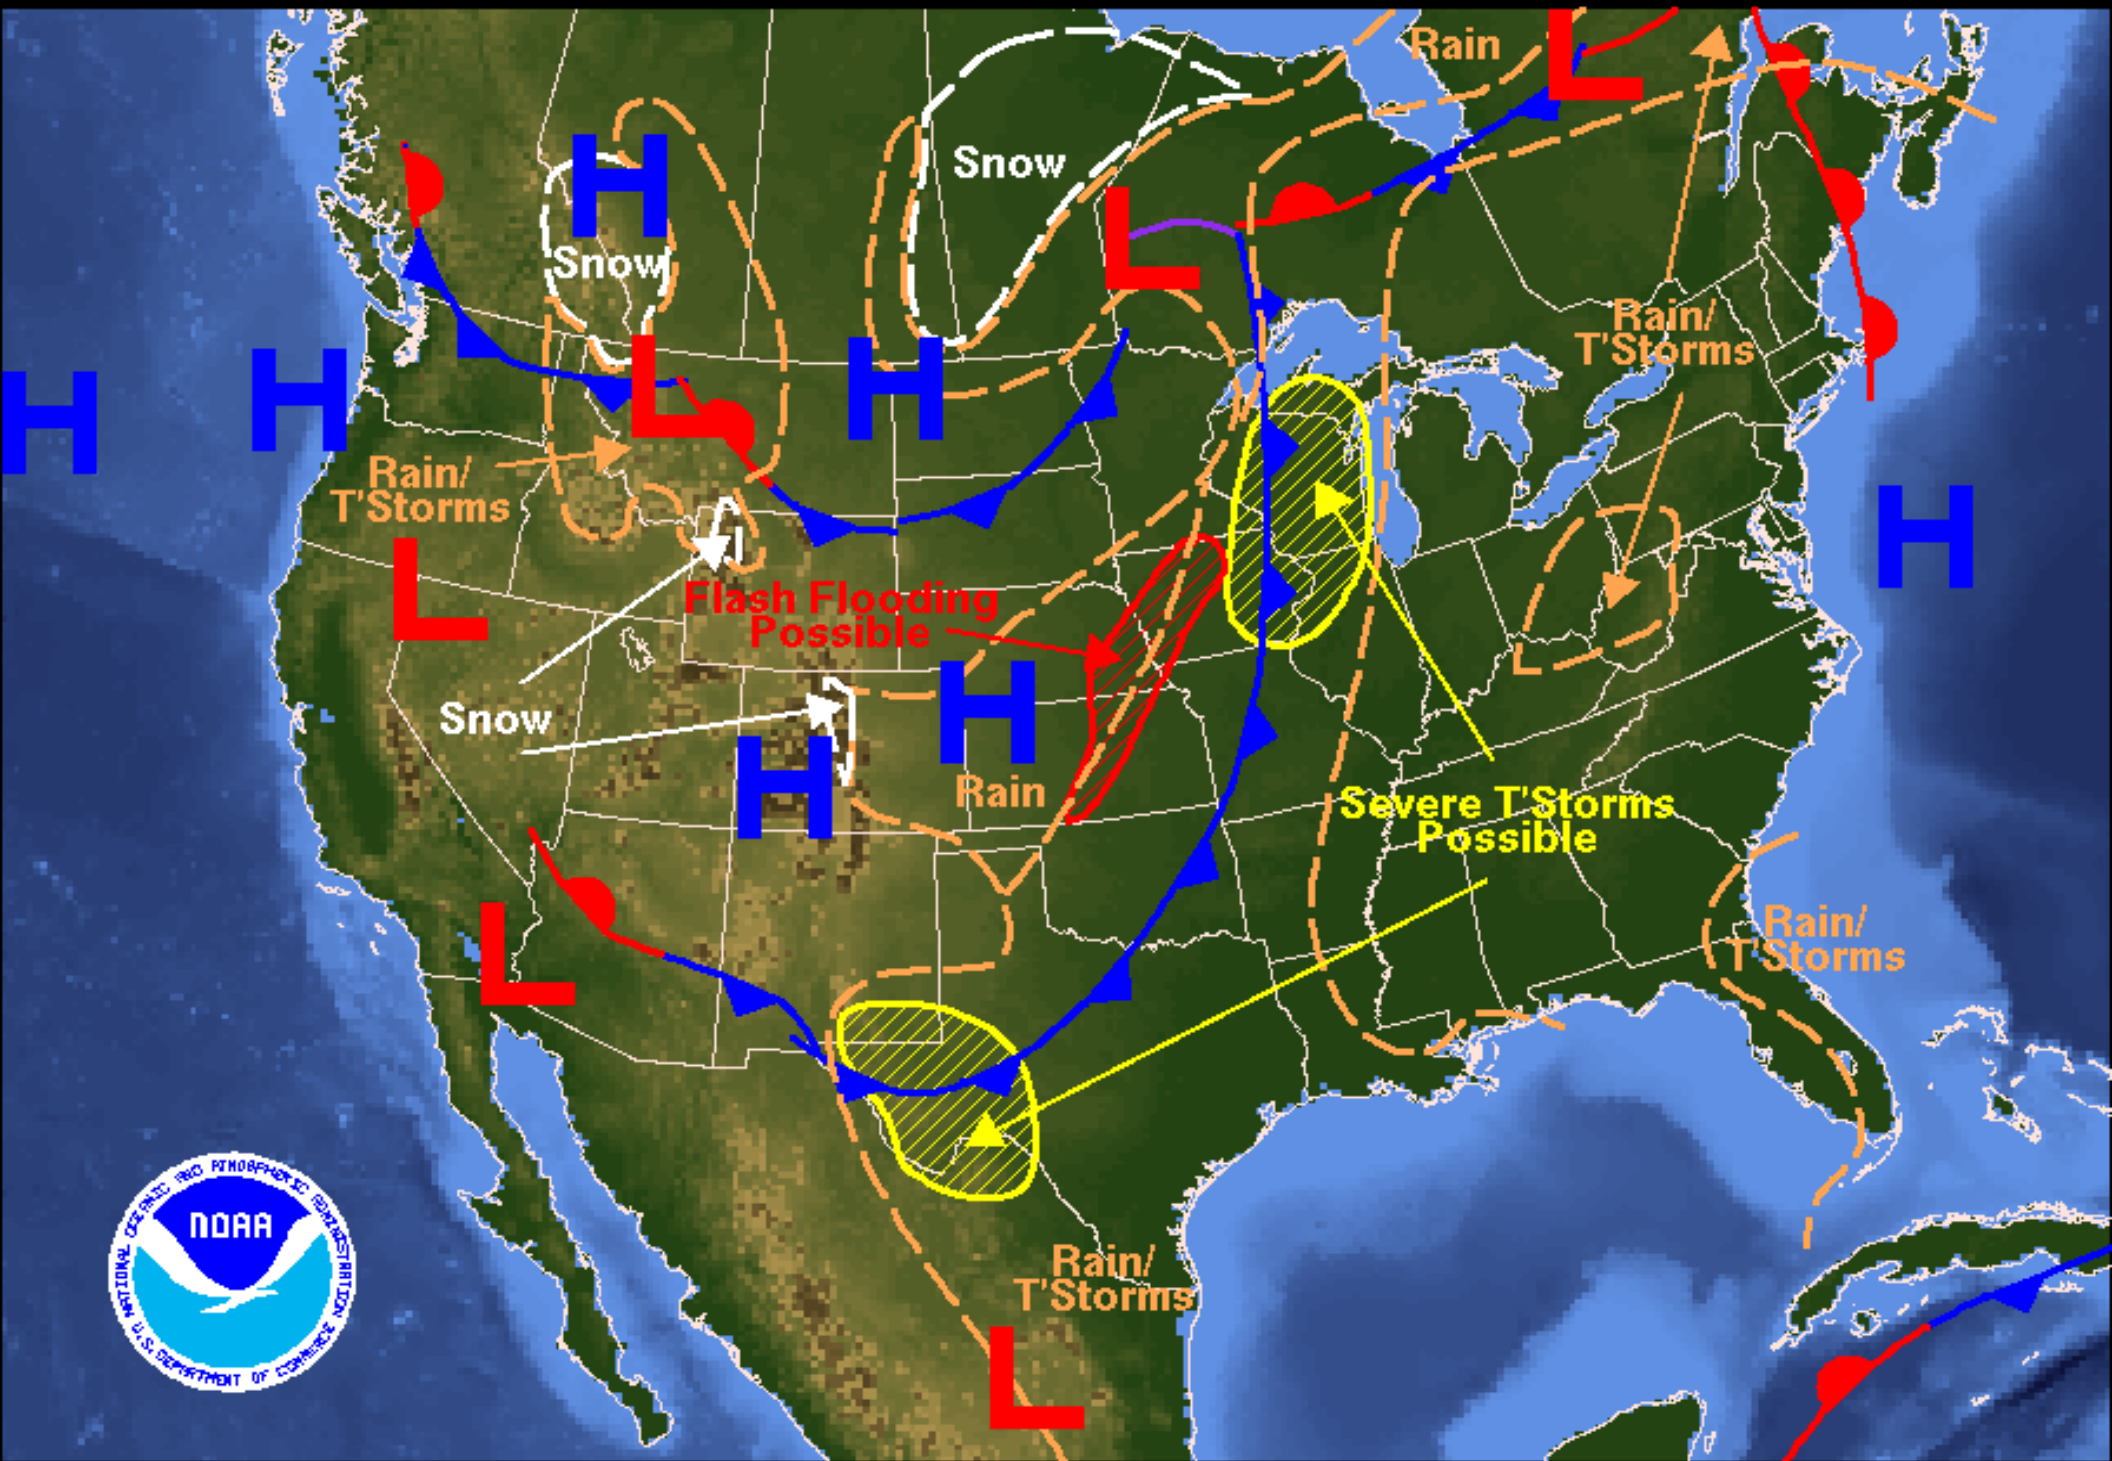 Rain
L
H
Snow
Snow
L
H
H
H
L
Rain/
T'Storms
Rain/
T'Storms
H
L
Flash Flooding
Possible
Snow
H
H
Rain
Severe T'Storms
Possible
L
Rain/
T'Storms
NATIONAL OCEANIC AND ATMOSPHERIC ADMINISTRATION
NOAA
U.S. DEPARTMENT OF COMMERCE
Rain/
T'Storms
L